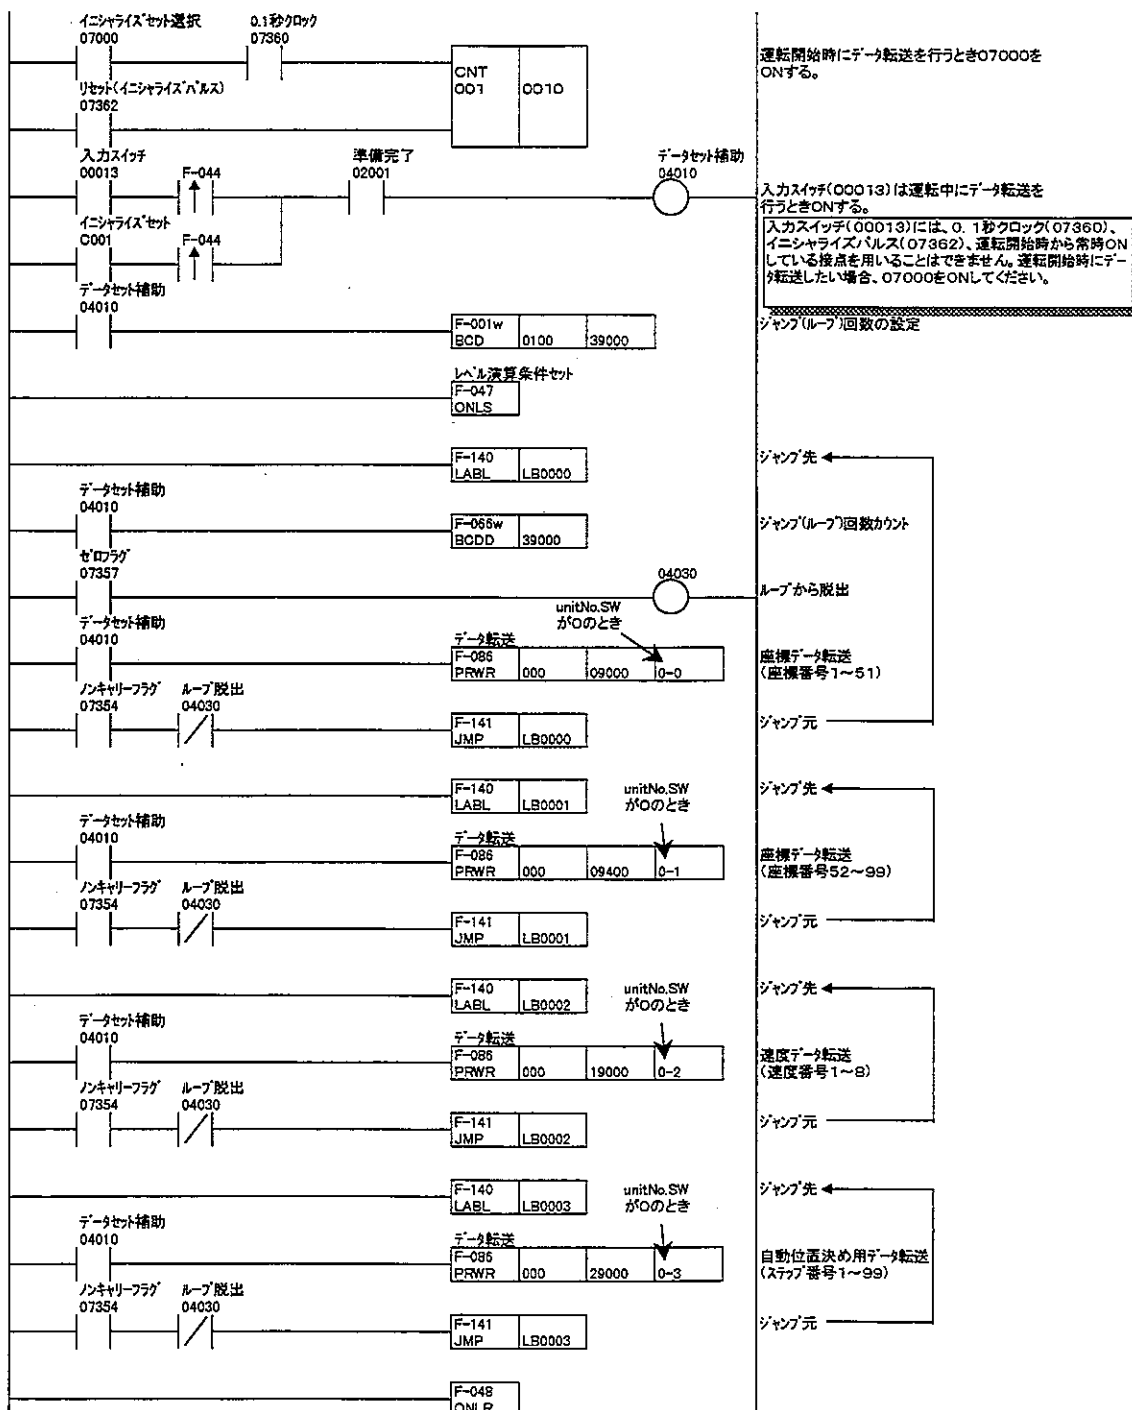 イニシャライズセット選択 0.1秒クロック
07000 07360
CNT
001 0010
運転開始時にデータ転送を行うとき07000を
ONする。
リセット(イニシャライズパルス)
07362
入力スイッチ 準備完了 データセット補助
00013 F-044 02001 04010
入力スイッチ(00013)は運転中にデータ転送を
行うときONする。
イニシャライズセット
C001 F-044
入力スイッチ(00013)には、0.1秒クロック(07360)、
イニシャライズパルス(07362)、運転開始時から常時ON
している接点を用いることはできません。運転開始時にデー
タ転送したい場合、07000をONしてください。
データセット補助
04010
F-001w
BCD 0100 39000
ジャンプ(ループ)回数の設定
レベル演算条件セット
F-047
ONLS
F-140
LABL LB0000
ジャンプ先
データセット補助
04010
F-066w
BCDD 39000
ジャンプ(ループ)回数カウント
ゼロフラグ
07357 04030
ループから脱出
unitNo.SW
が0のとき
データセット補助
04010
データ転送
F-086
PRWR 000 09000 0-0
座標データ転送
(座標番号1~51)
ノンキャリーフラグ ループ脱出
07354 04030
F-141
JMP LB0000
ジャンプ元
F-140
LABL LB0001
unitNo.SW
が0のとき
ジャンプ先
データセット補助
04010
データ転送
F-086
PRWR 000 09400 0-1
座標データ転送
(座標番号52~99)
ノンキャリーフラグ ループ脱出
07354 04030
F-141
JMP LB0001
ジャンプ元
F-140
LABL LB0002
unitNo.SW
が0のとき
ジャンプ先
データセット補助
04010
データ転送
F-086
PRWR 000 19000 0-2
速度データ転送
(速度番号1~8)
ノンキャリーフラグ ループ脱出
07354 04030
F-141
JMP LB0002
ジャンプ元
F-140
LABL LB0003
unitNo.SW
が0のとき
ジャンプ先
データセット補助
04010
データ転送
F-086
PRWR 000 29000 0-3
自動位置決め用データ転送
(ステップ番号1~99)
ノンキャリーフラグ ループ脱出
07354 04030
F-141
JMP LB0003
ジャンプ元
F-048
ONLR